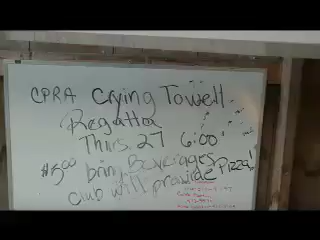 CPRA Crying Towell
Regatta
Thurs. 27 6:00
$5.00 bring Beverages
Club will provide Pizza!